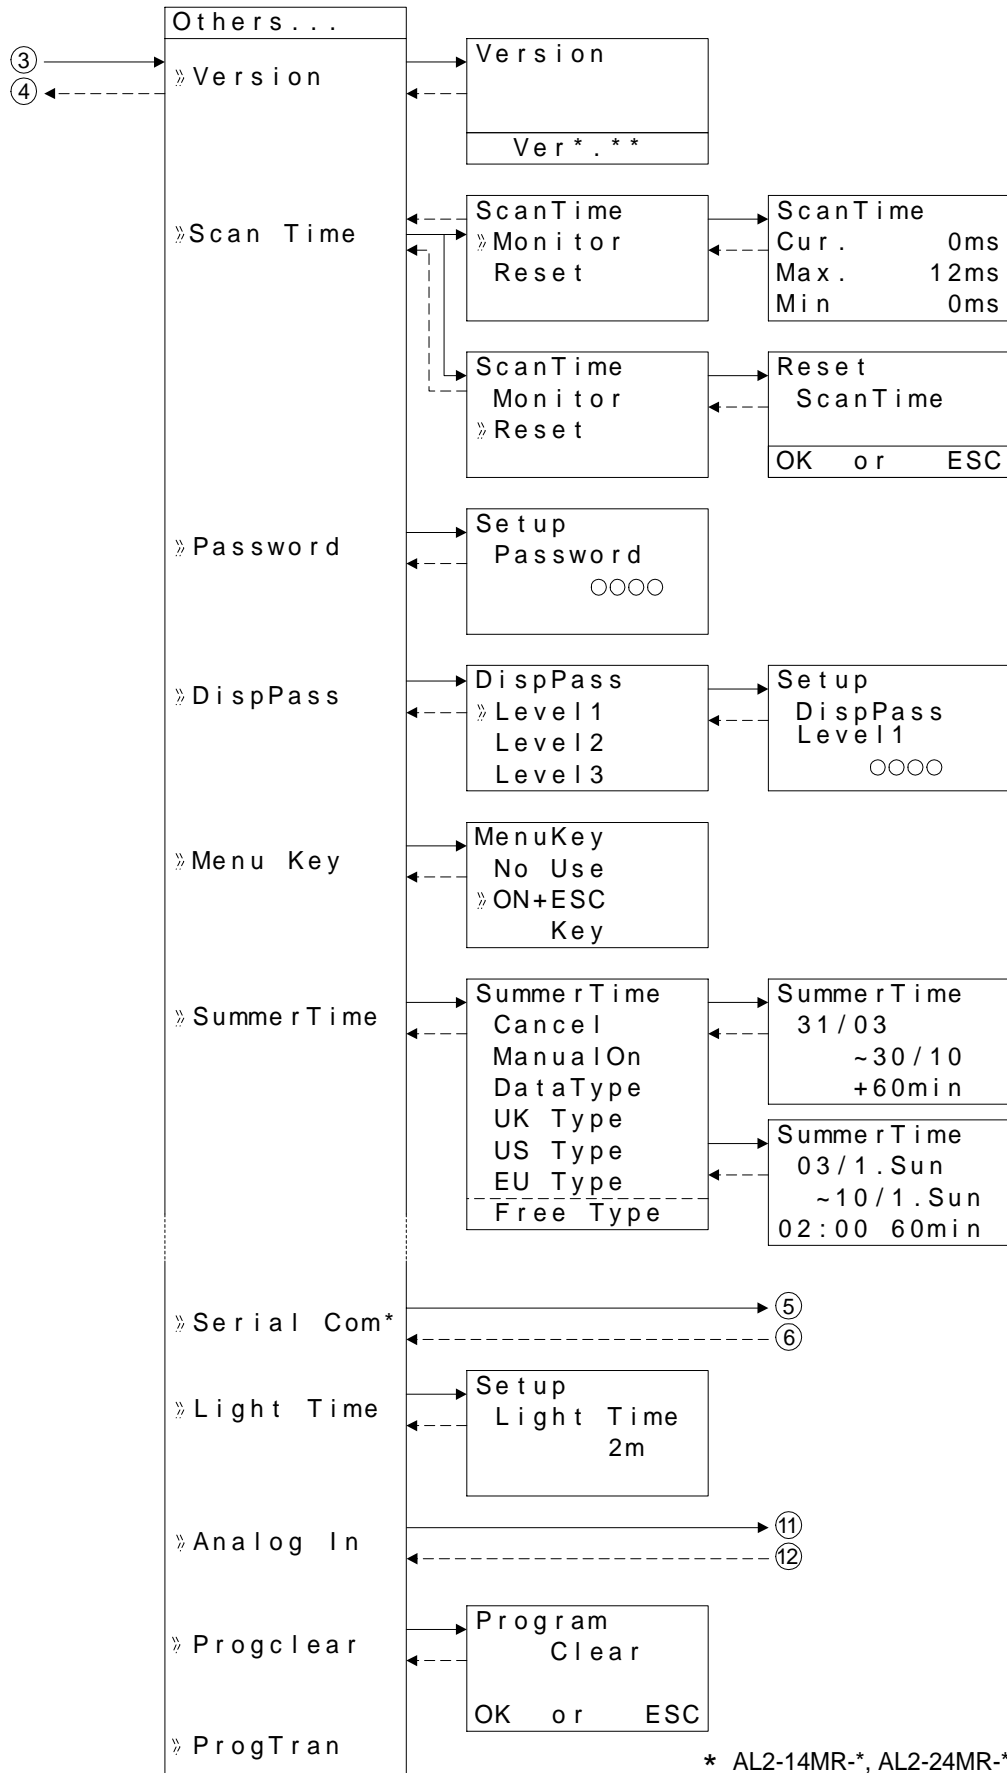 Others...
③
④
»Version
Version
Ver*.**
»Scan Time
ScanTime
»Monitor
Reset
ScanTime
Cur. 0ms
Max. 12ms
Min 0ms
ScanTime
Monitor
»Reset
Reset
ScanTime
OK or ESC
»Password
Setup
Password
○○○○
»DispPass
DispPass
»Level1
Level2
Level3
Setup
DispPass
Level1
○○○○
»Menu Key
MenuKey
No Use
»ON+ESC
Key
»SummerTime
SummerTime
Cancel
ManualOn
DataType
UK Type
US Type
EU Type
Free Type
SummerTime
31/03
~30/10
+60min
SummerTime
03/1.Sun
~10/1.Sun
02:00 60min
»Serial Com*
⑤
⑥
»Light Time
Setup
Light Time
2m
»Analog In
⑪
⑫
»Progclear
Program
Clear
OK or ESC
»ProgTran
* AL2-14MR-*, AL2-24MR-*